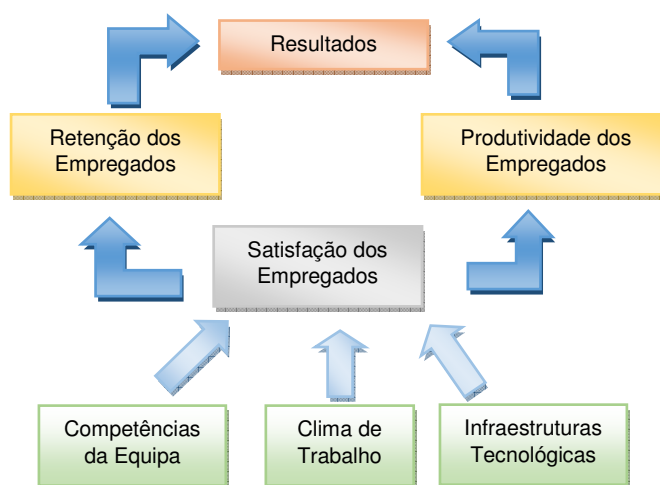 Resultados
Retenção dos
Empregados
Produtividade dos
Empregados
Satisfação dos
Empregados
Competências
da Equipa
Clima de
Trabalho
Infraestruturas
Tecnológicas